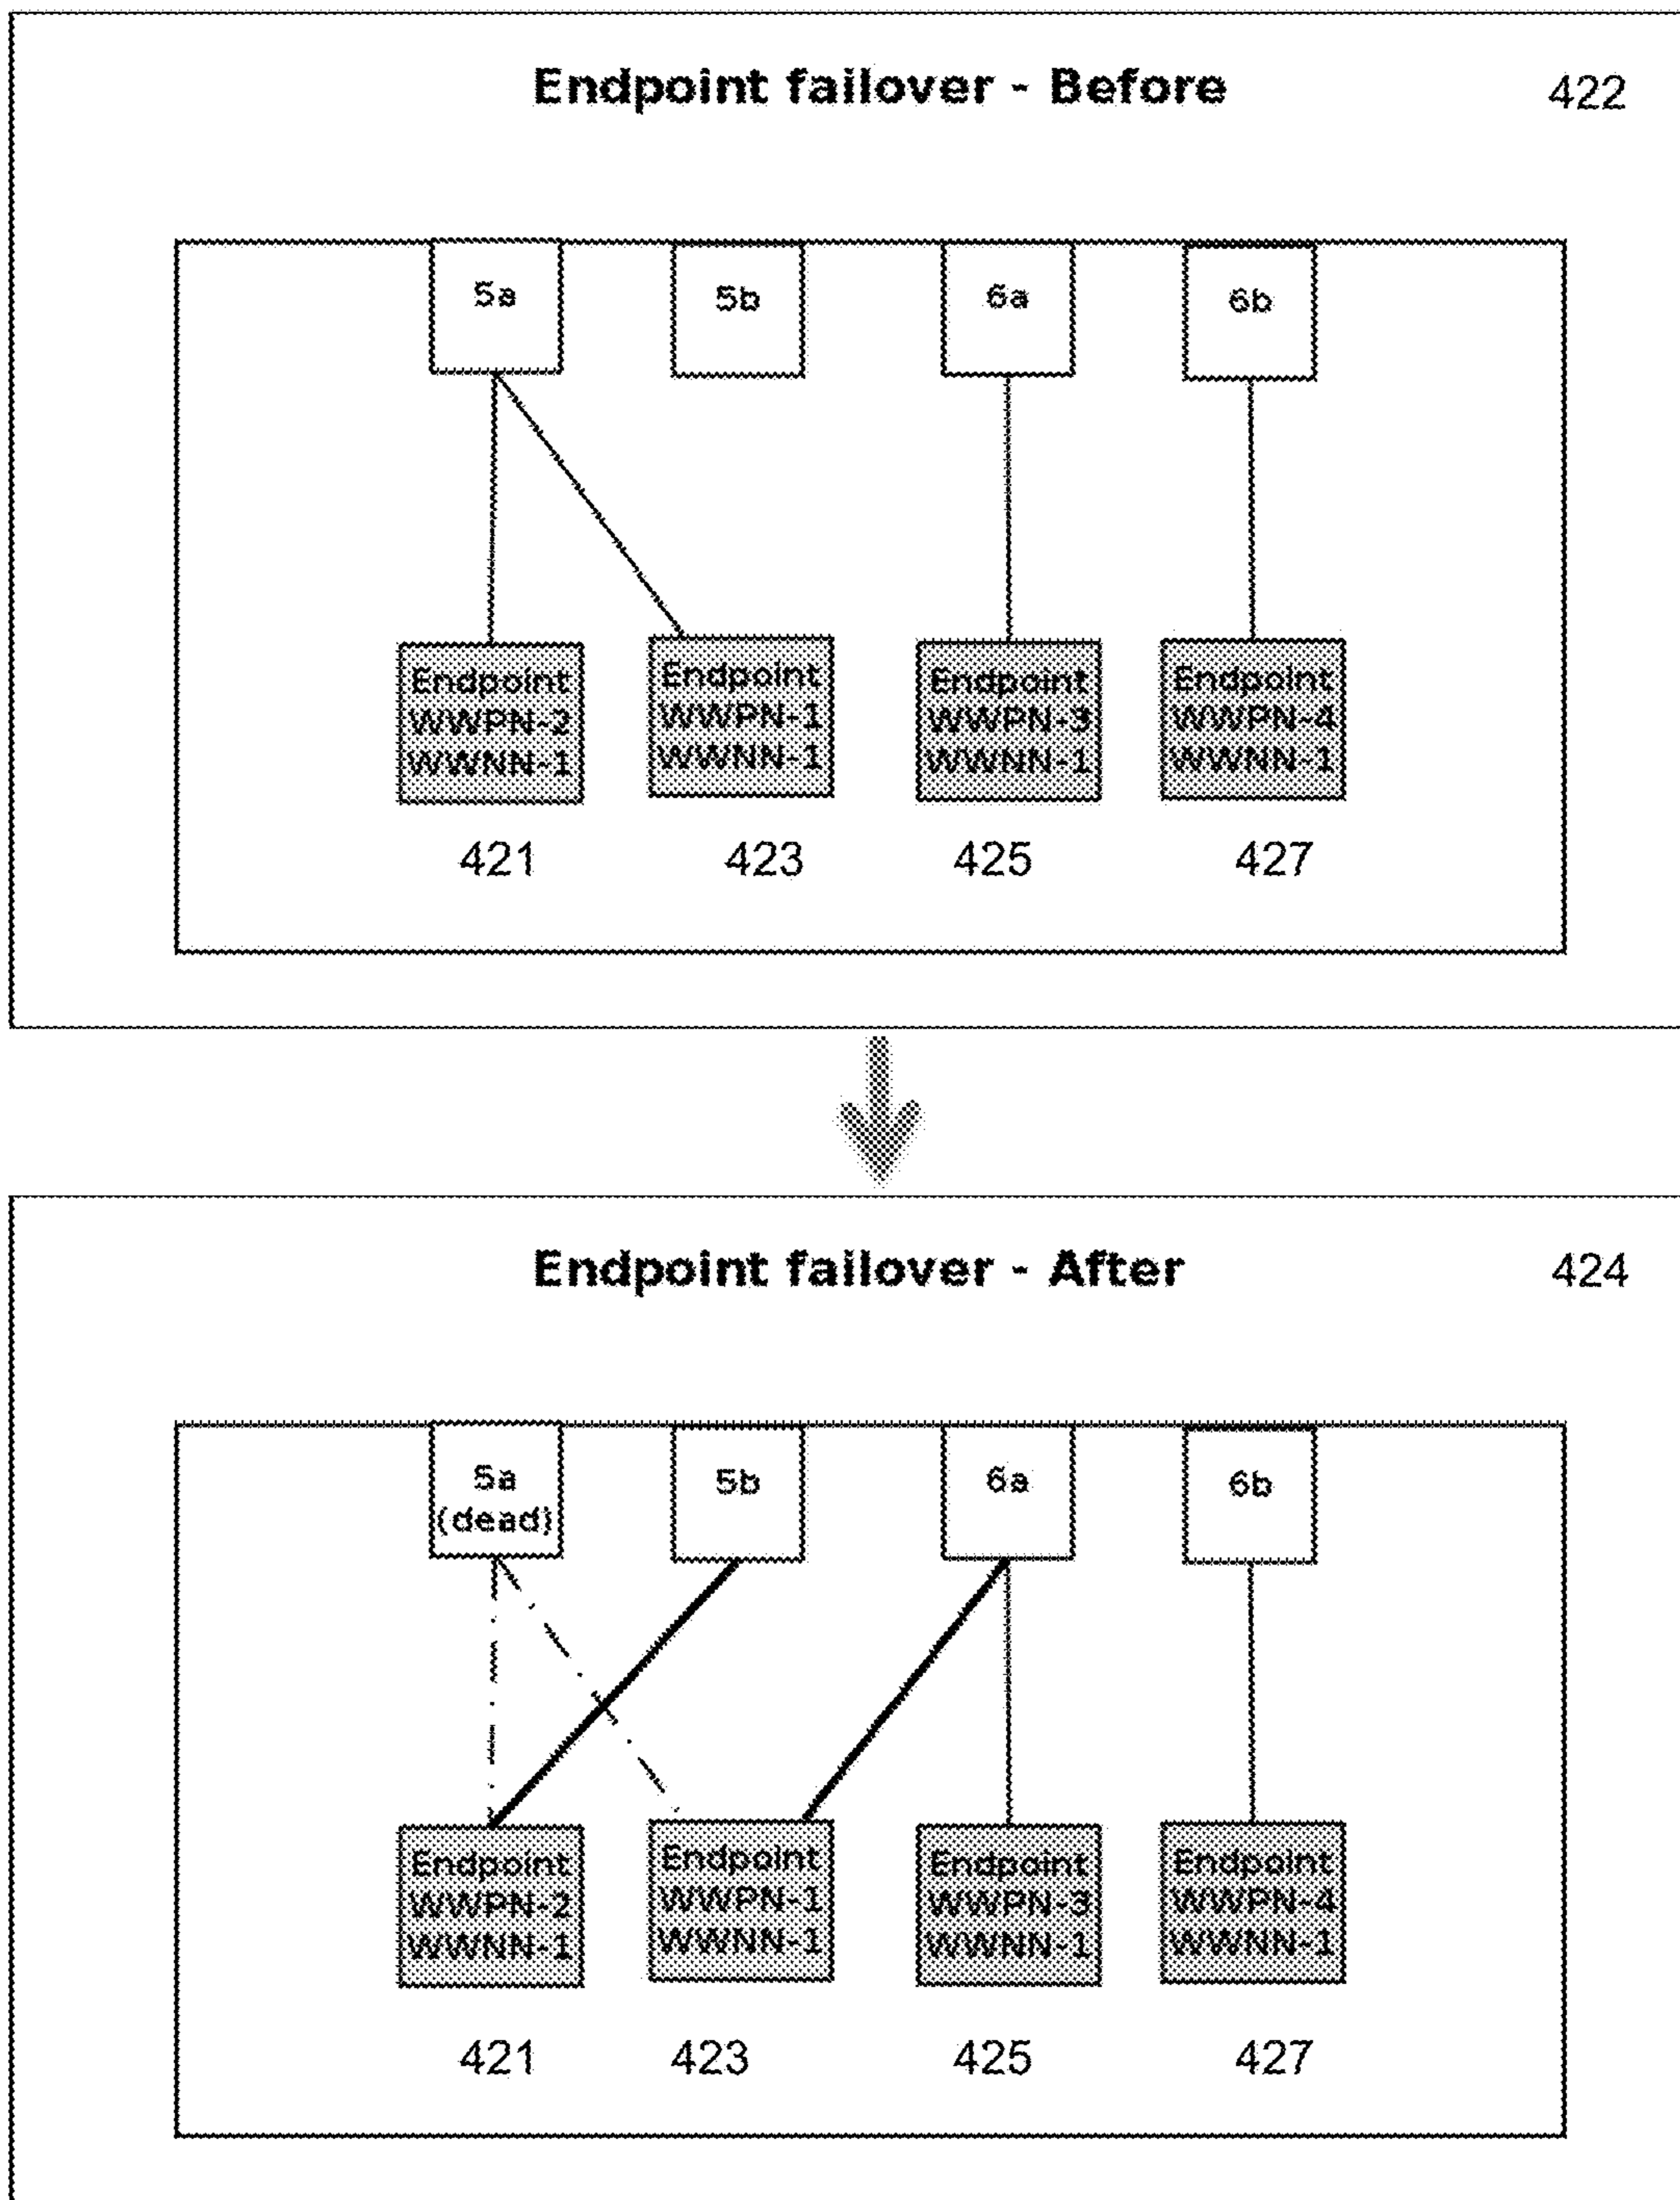 Endpoint failover - Before
422
5a
5b
6a
6b
Endpoint
WWPN-2
WWNN-1
Endpoint
WWPN-1
WWNN-1
Endpoint
WWPN-3
WWNN-1
Endpoint
WWPN-4
WWNN-1
421
423
425
427
Endpoint failover - After
424
5a
(dead)
5b
6a
6b
Endpoint
WWPN-2
WWNN-1
Endpoint
WWPN-1
WWNN-1
Endpoint
WWPN-3
WWNN-1
Endpoint
WWPN-4
WWNN-1
421
423
425
427